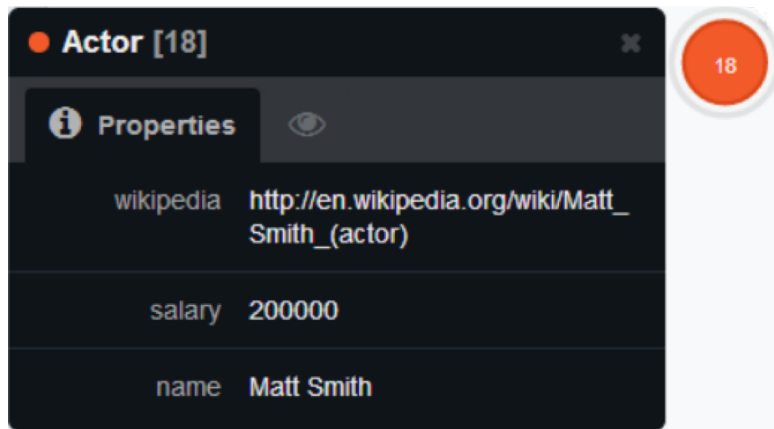 Actor [18]
18
Properties
wikipedia http://en.wikipedia.org/wiki/Matt_
Smith_(actor)
salary 200000
name Matt Smith